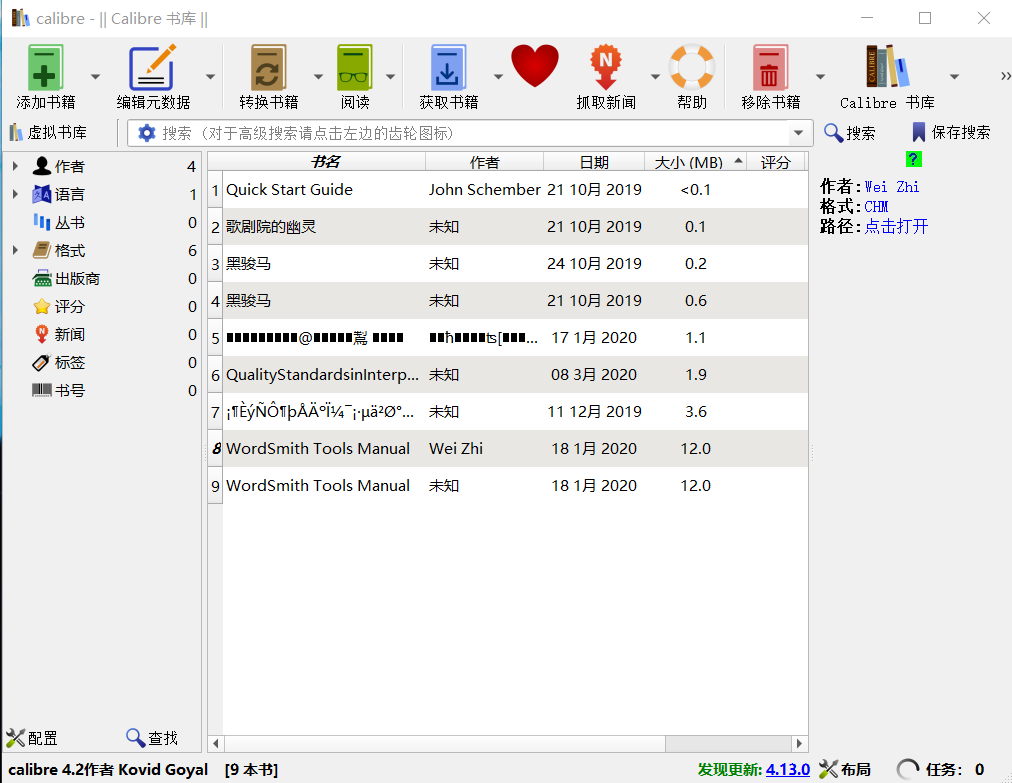 calibre - || Calibre 书库 ||
添加书籍 编辑元数据 转换书籍 阅读 获取书籍 抓取新闻 帮助 移除书籍 Calibre 书库 »
虚拟书库 搜索（对于高级搜索请点击左边的齿轮图标） 搜索 保存搜索
作者 4
语言 1
丛书 0
格式 6
出版商 0
评分 0
新闻 0
标签 0
书号 0
书名 作者 日期 大小 (MB) 评分
1 Quick Start Guide John Schember 21 10月 2019 <0.1
2 歌剧院的幽灵 未知 21 10月 2019 0.1
3 黑骏马 未知 24 10月 2019 0.2
4 黑骏马 未知 21 10月 2019 0.6
5 17 1月 2020 1.1
6 QualityStandardsinInterp... 未知 08 3月 2020 1.9
7 未知 11 12月 2019 3.6
8 WordSmith Tools Manual Wei Zhi 18 1月 2020 12.0
9 WordSmith Tools Manual 未知 18 1月 2020 12.0
?
作者:Wei Zhi
格式:CHM
路径:点击打开
配置 查找
calibre 4.2作者 Kovid Goyal [9 本书] 发现更新: 4.13.0 布局 任务: 0